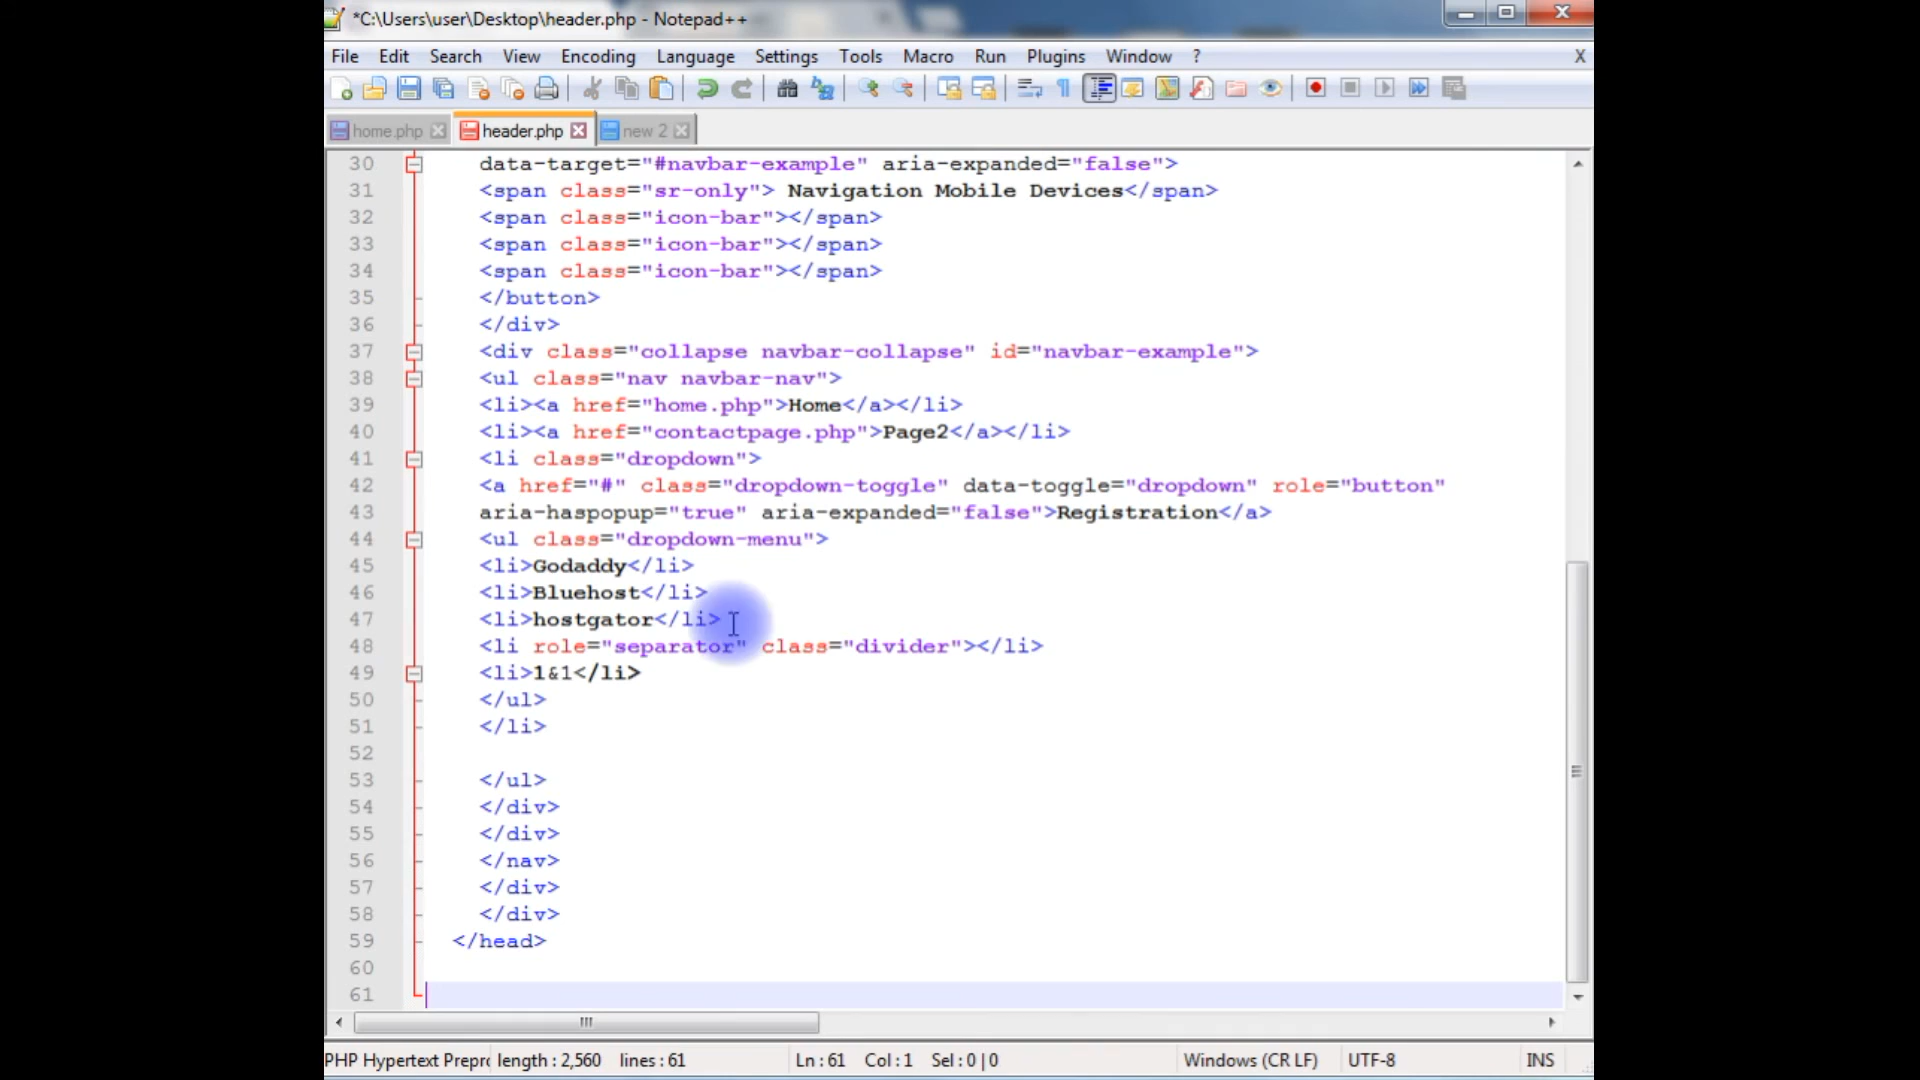 *C:\Users\user\Desktop\header.php - Notepad++
File Edit Search View Encoding Language Settings Tools Macro Run Plugins Window ? X
home.php header.php new 2
30 data-target="#navbar-example" aria-expanded="false">
31 <span class="sr-only"> Navigation Mobile Devices</span>
32 <span class="icon-bar"></span>
33 <span class="icon-bar"></span>
34 <span class="icon-bar"></span>
35 </button>
36 </div>
37 <div class="collapse navbar-collapse" id="navbar-example">
38 <ul class="nav navbar-nav">
39 <li><a href="home.php">Home</a></li>
40 <li><a href="contactpage.php">Page2</a></li>
41 <li class="dropdown">
42 <a href="#" class="dropdown-toggle" data-toggle="dropdown" role="button"
43 aria-haspopup="true" aria-expanded="false">Registration</a>
44 <ul class="dropdown-menu">
45 <li>Godaddy</li>
46 <li>Bluehost</li>
47 <li>hostgator</li>
48 <li role="separator" class="divider"></li>
49 <li>1&1</li>
50 </ul>
51 </li>
52
53 </ul>
54 </div>
55 </div>
56 </nav>
57 </div>
58 </div>
59 </head>
60
61
PHP Hypertext Prepro length : 2,560 lines : 61 Ln : 61 Col : 1 Sel : 0 | 0 Windows (CR LF) UTF-8 INS